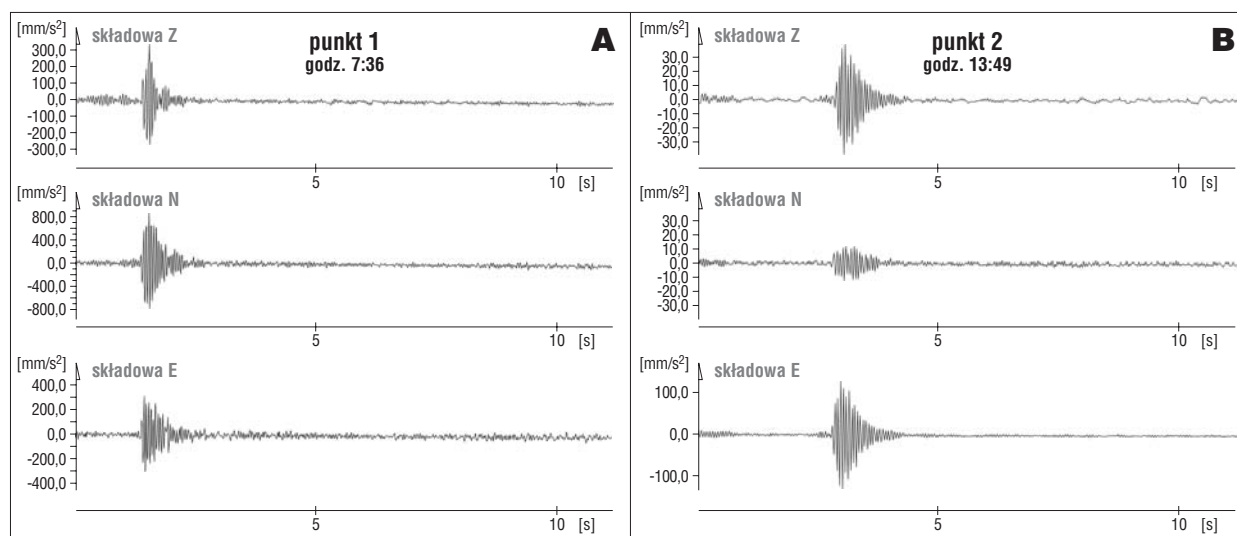 [mm/s²]
składowa Z
punkt 1
godz. 7:36
A
300,0
200,0
100,0
0,0
-100,0
-200,0
-300,0
5
10
[s]
[mm/s²]
składowa N
800,0
400,0
0,0
-400,0
-800,0
5
10
[s]
[mm/s²]
składowa E
400,0
200,0
0,0
-200,0
-400,0
5
10
[s]
[mm/s²]
składowa Z
punkt 2
godz. 13:49
B
30,0
20,0
10,0
0,0
-10,0
-20,0
-30,0
5
10
[s]
[mm/s²]
składowa N
30,0
20,0
10,0
0,0
-10,0
-20,0
-30,0
5
10
[s]
[mm/s²]
składowa E
100,0
0,0
-100,0
5
10
[s]